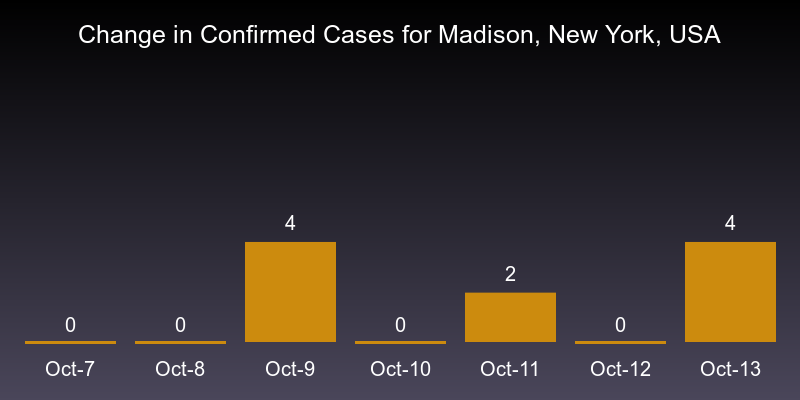 Change in Confirmed Cases for Madison, New York, USA
0
0
4
0
2
0
4
Oct-7
Oct-8
Oct-9
Oct-10
Oct-11
Oct-12
Oct-13